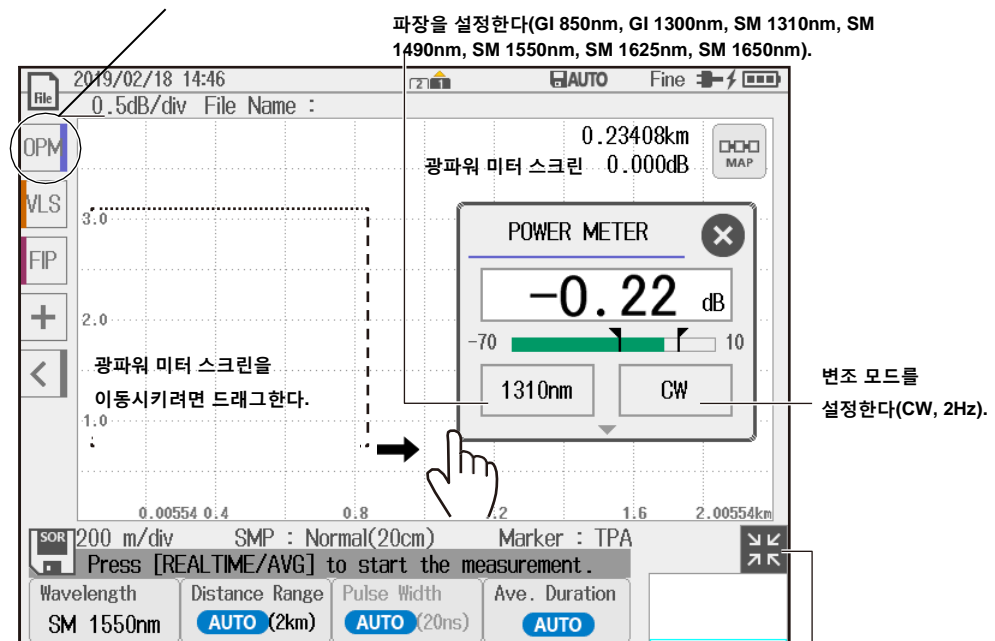 파장을 설정한다(GI 850nm, GI 1300nm, SM 1310nm, SM
1490nm, SM 1550nm, SM 1625nm, SM 1650nm).
File
2019/02/18 14:46
2 1
AUTO
Fine
0.5dB/div File Name :
OPM
0.23408km
광파워 미터 스크린 0.000dB
MAP
VLS
3.0
POWER METER
FIP
-0.22 dB
2.0
-70
10
광파워 미터 스크린을
이동시키려면 드래그한다.
1310nm
CW
변조 모드를
설정한다(CW, 2Hz).
1.0
0.00554 0.4 0.8 .2 1.6 2.00554km
SOR
200 m/div SMP : Normal(20cm) Marker : TPA
Press [REALTIME/AVG] to start the measurement.
Wavelength
SM 1550nm
Distance Range
AUTO (2km)
Pulse Width
AUTO (20ns)
Ave. Duration
AUTO